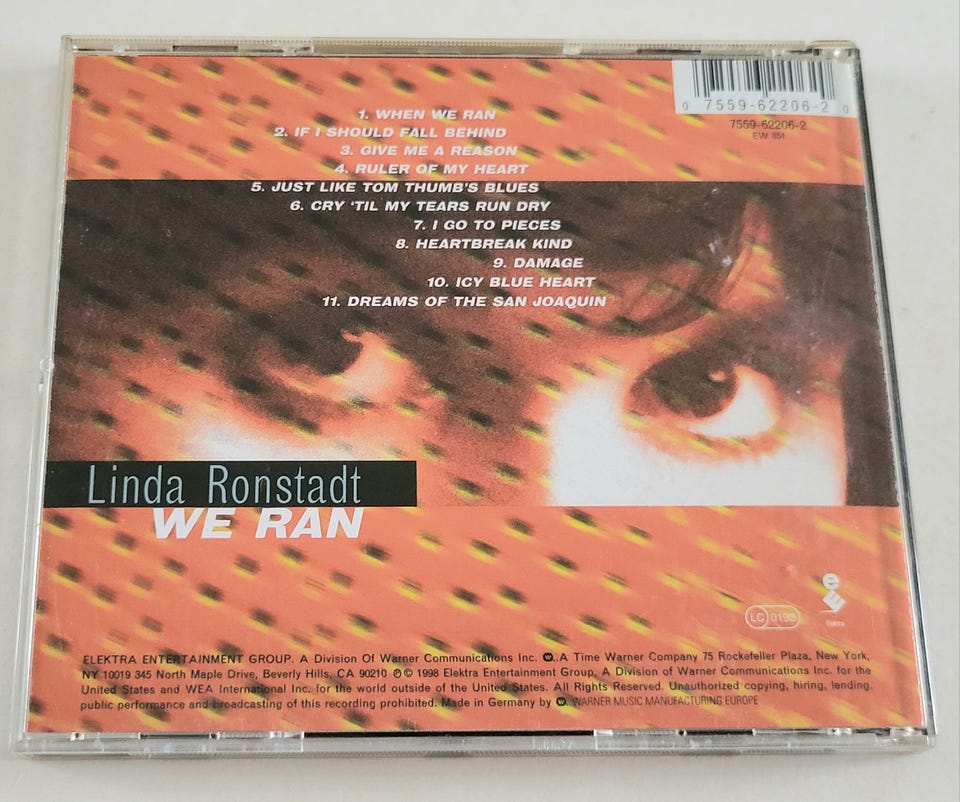 0 7559-62206-2 0
7559-62206-2
EW 851
1. WHEN WE RAN
2. IF I SHOULD FALL BEHIND
3. GIVE ME A REASON
4. RULER OF MY HEART
5. JUST LIKE TOM THUMB'S BLUES
6. CRY 'TIL MY TEARS RUN DRY
7. I GO TO PIECES
8. HEARTBREAK KIND
9. DAMAGE
10. ICY BLUE HEART
11. DREAMS OF THE SAN JOAQUIN
Linda Ronstadt
WE RAN
LC 0192
Elektra
ELEKTRA ENTERTAINMENT GROUP. A Division Of Warner Communications Inc. ..A Time Warner Company 75 Rockefeller Plaza, New York,
NY 10019 345 North Maple Drive, Beverly Hills, CA 90210 ℗© 1998 Elektra Entertainment Group, A Division of Warner Communications Inc. for the
United States and WEA International Inc. for the world outside of the United States. All Rights Reserved. Unauthorized copying, hiring, lending,
public performance and broadcasting of this recording prohibited. Made in Germany by WARNER MUSIC MANUFACTURING EUROPE